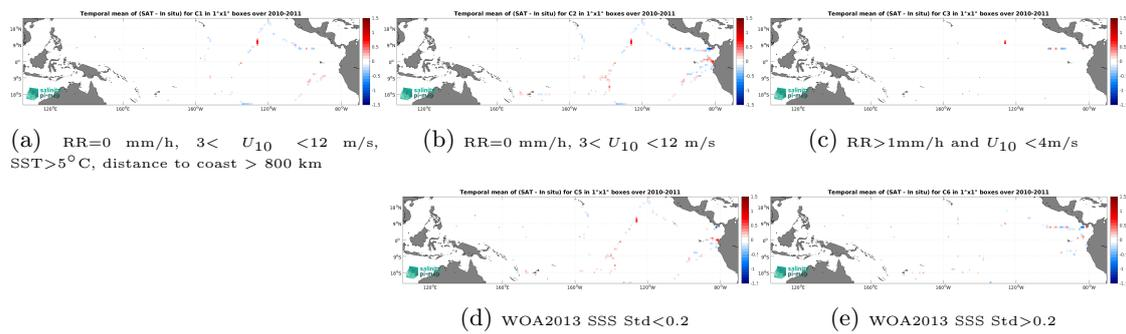 Temporal mean of (SAT - In situ) for C1 in 1°x1° boxes over 2010-2011
Temporal mean of (SAT - In situ) for C2 in 1°x1° boxes over 2010-2011
Temporal mean of (SAT - In situ) for C3 in 1°x1° boxes over 2010-2011
(a) RR=0 mm/h, 3< U10 <12 m/s,
SST>5°C, distance to coast > 800 km
(b) RR=0 mm/h, 3< U10 <12 m/s
(c) RR>1mm/h and U10 <4m/s
Temporal mean of (SAT - In situ) for C5 in 1°x1° boxes over 2010-2011
Temporal mean of (SAT - In situ) for C6 in 1°x1° boxes over 2010-2011
(d) WOA2013 SSS Std<0.2
(e) WOA2013 SSS Std>0.2